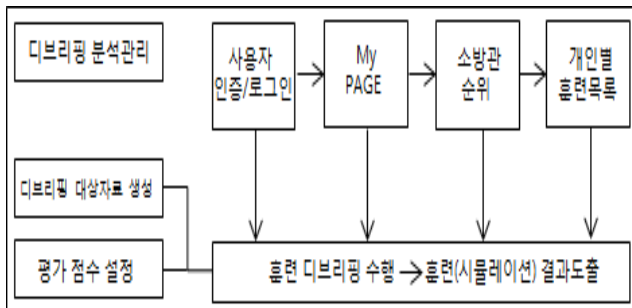 디브리핑 분석관리
사용자
인증/로그인
My
PAGE
소방관
순위
개인별
훈련목록
디브리핑 대상자료 생성
평가 점수 설정
훈련 디브리핑 수행 → 훈련(시뮬레이션) 결과도출